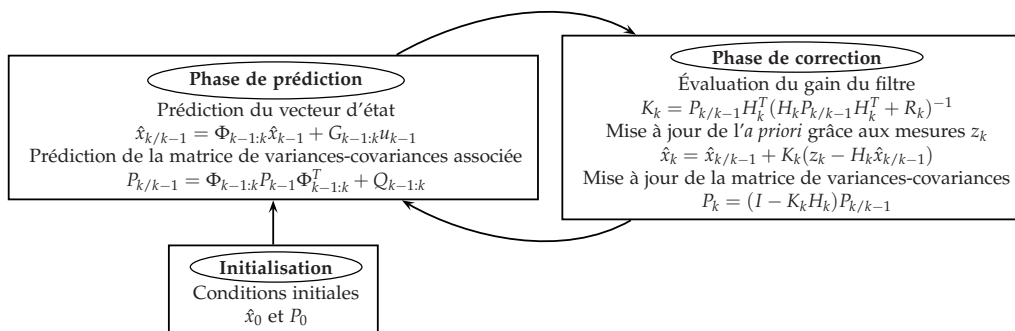 Phase de prédiction
Prédiction du vecteur d'état
x̂_{k/k−1} = Φ_{k−1:k} x̂_{k−1} + G_{k−1:k} u_{k−1}
Prédiction de la matrice de variances-covariances associée
P_{k/k−1} = Φ_{k−1:k} P_{k−1} Φ^T_{k−1:k} + Q_{k−1:k}
Phase de correction
Évaluation du gain du filtre
K_k = P_{k/k−1} H_k^T (H_k P_{k/k−1} H_k^T + R_k)^{−1}
Mise à jour de l'a priori grâce aux mesures z_k
x̂_k = x̂_{k/k−1} + K_k(z_k − H_k x̂_{k/k−1})
Mise à jour de la matrice de variances-covariances
P_k = (I − K_k H_k) P_{k/k−1}
Initialisation
Conditions initiales
x̂_0 et P_0